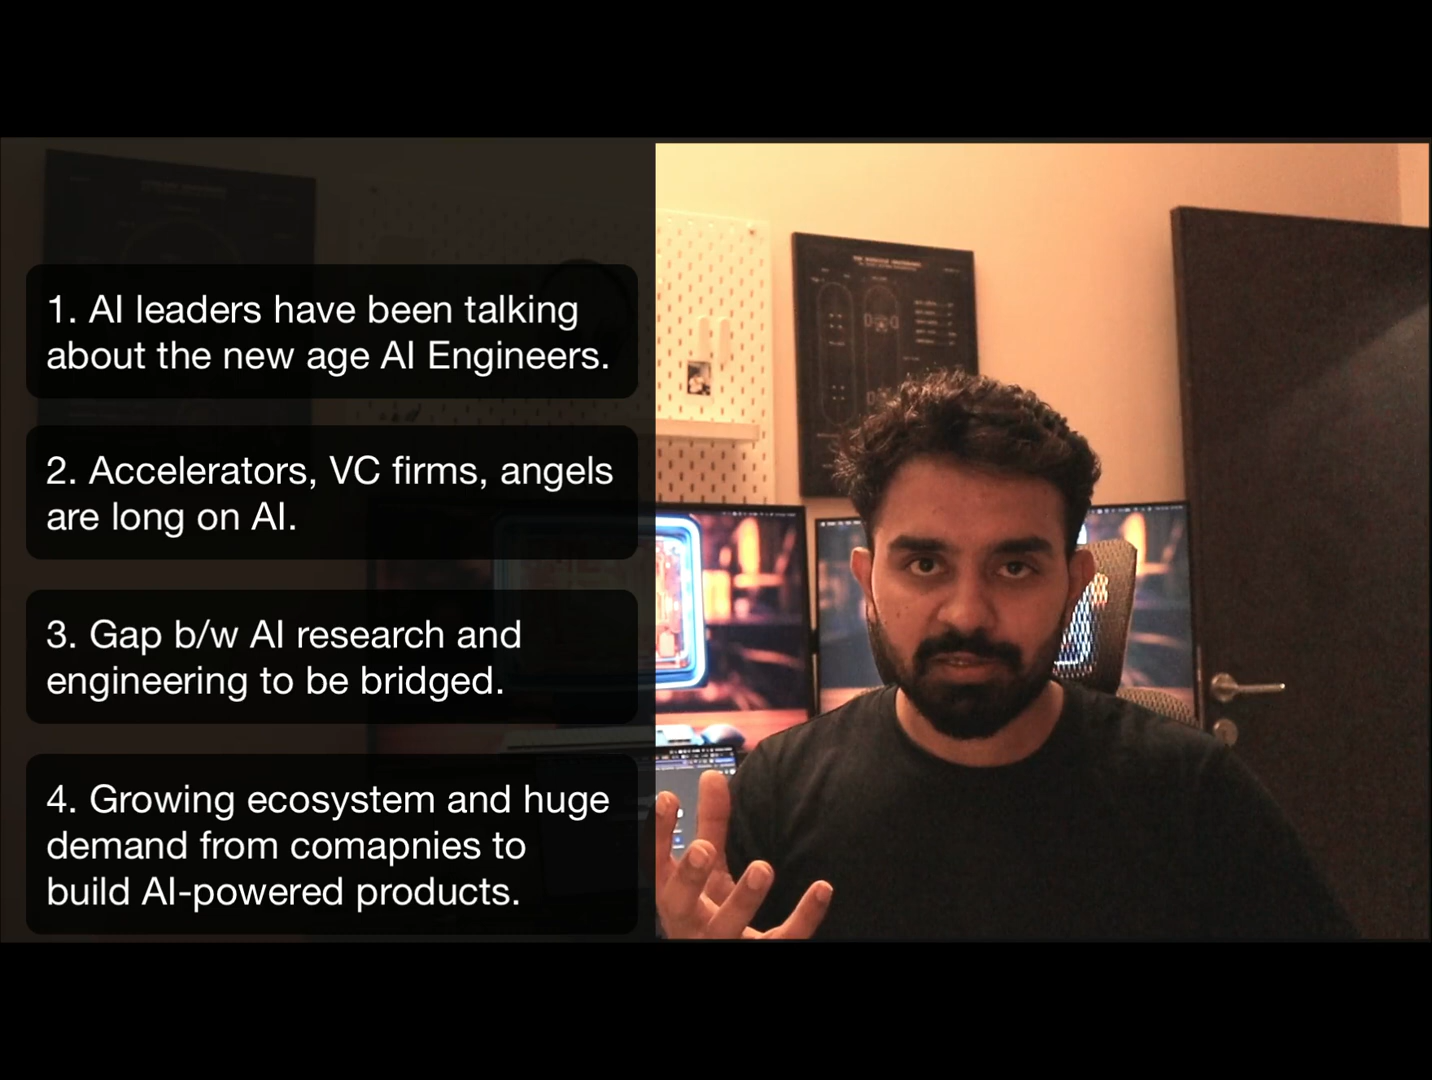 1. AI leaders have been talking
about the new age AI Engineers.
2. Accelerators, VC firms, angels
are long on AI.
3. Gap b/w AI research and
engineering to be bridged.
4. Growing ecosystem and huge
demand from comapnies to
build AI-powered products.